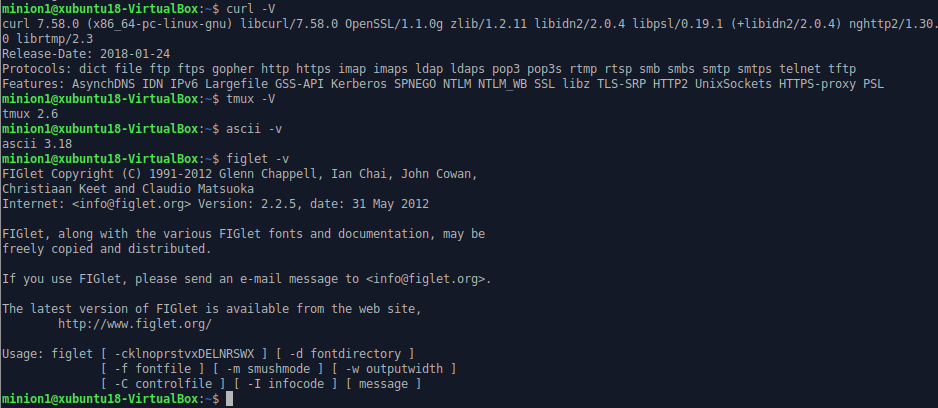 minion1@xubuntu18-VirtualBox:~$ curl -V
curl 7.58.0 (x86_64-pc-linux-gnu) libcurl/7.58.0 OpenSSL/1.1.0g zlib/1.2.11 libidn2/2.0.4 libpsl/0.19.1 (+libidn2/2.0.4) nghttp2/1.30.
0 librtmp/2.3
Release-Date: 2018-01-24
Protocols: dict file ftp ftps gopher http https imap imaps ldap ldaps pop3 pop3s rtmp rtsp smb smbs smtp smtps telnet tftp
Features: AsynchDNS IDN IPv6 Largefile GSS-API Kerberos SPNEGO NTLM NTLM_WB SSL libz TLS-SRP HTTP2 UnixSockets HTTPS-proxy PSL
minion1@xubuntu18-VirtualBox:~$ tmux -V
tmux 2.6
minion1@xubuntu18-VirtualBox:~$ ascii -v
ascii 3.18
minion1@xubuntu18-VirtualBox:~$ figlet -v
FIGlet Copyright (C) 1991-2012 Glenn Chappell, Ian Chai, John Cowan,
Christiaan Keet and Claudio Matsuoka
Internet: <info@figlet.org> Version: 2.2.5, date: 31 May 2012

FIGlet, along with the various FIGlet fonts and documentation, may be
freely copied and distributed.

If you use FIGlet, please send an e-mail message to <info@figlet.org>.

The latest version of FIGlet is available from the web site,
        http://www.figlet.org/

Usage: figlet [ -cklnoprstvxDELNRSWX ] [ -d fontdirectory ]
              [ -f fontfile ] [ -m smushmode ] [ -w outputwidth ]
              [ -C controlfile ] [ -I infocode ] [ message ]
minion1@xubuntu18-VirtualBox:~$